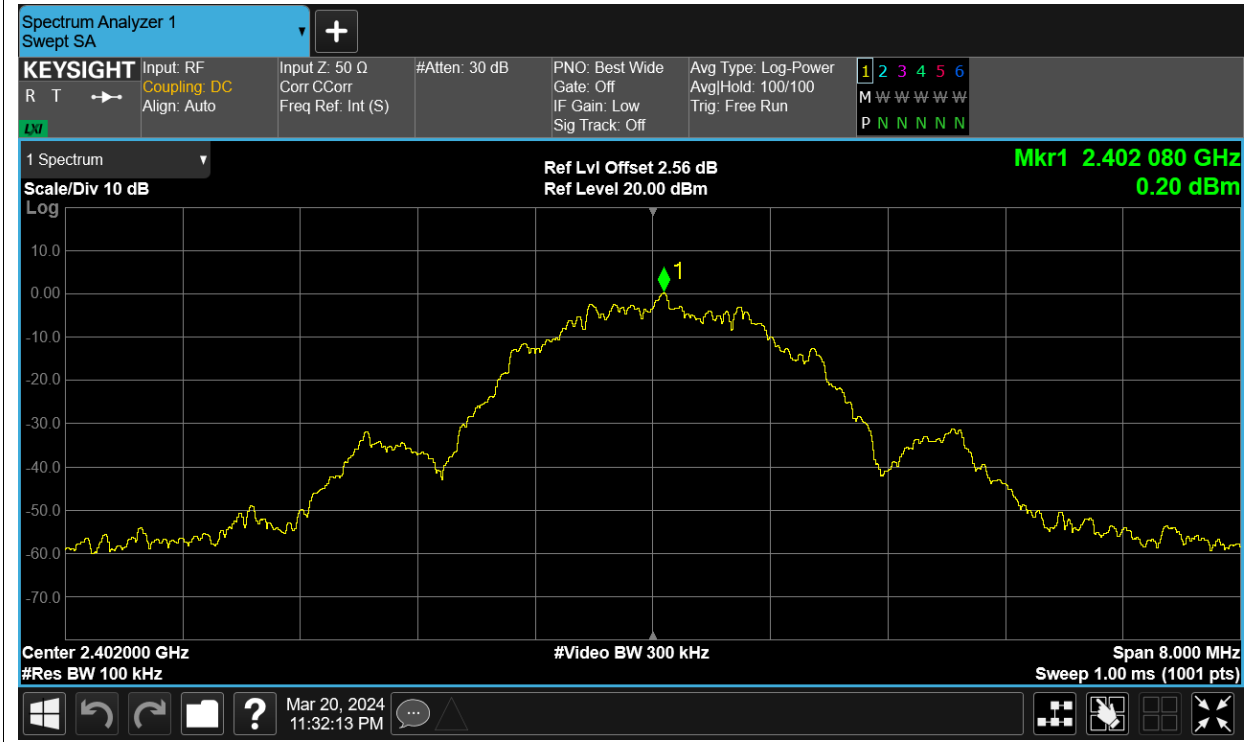 Spectrum Analyzer 1
Swept SA
+
KEYSIGHT
R T
LXI
Input: RF
Coupling: DC
Align: Auto
Input Z: 50 Ω
Corr CCorr
Freq Ref: Int (S)
#Atten: 30 dB
PNO: Best Wide
Gate: Off
IF Gain: Low
Sig Track: Off
Avg Type: Log-Power
Avg|Hold: 100/100
Trig: Free Run
1 2 3 4 5 6
M W W W W W
P N N N N N
1 Spectrum
Scale/Div 10 dB
Log
Ref Lvl Offset 2.56 dB
Ref Level 20.00 dBm
Mkr1 2.402 080 GHz
0.20 dBm
1
10.0
0.00
-10.0
-20.0
-30.0
-40.0
-50.0
-60.0
-70.0
Center 2.402000 GHz
#Res BW 100 kHz
#Video BW 300 kHz
Span 8.000 MHz
Sweep 1.00 ms (1001 pts)
?
Mar 20, 2024
11:32:13 PM